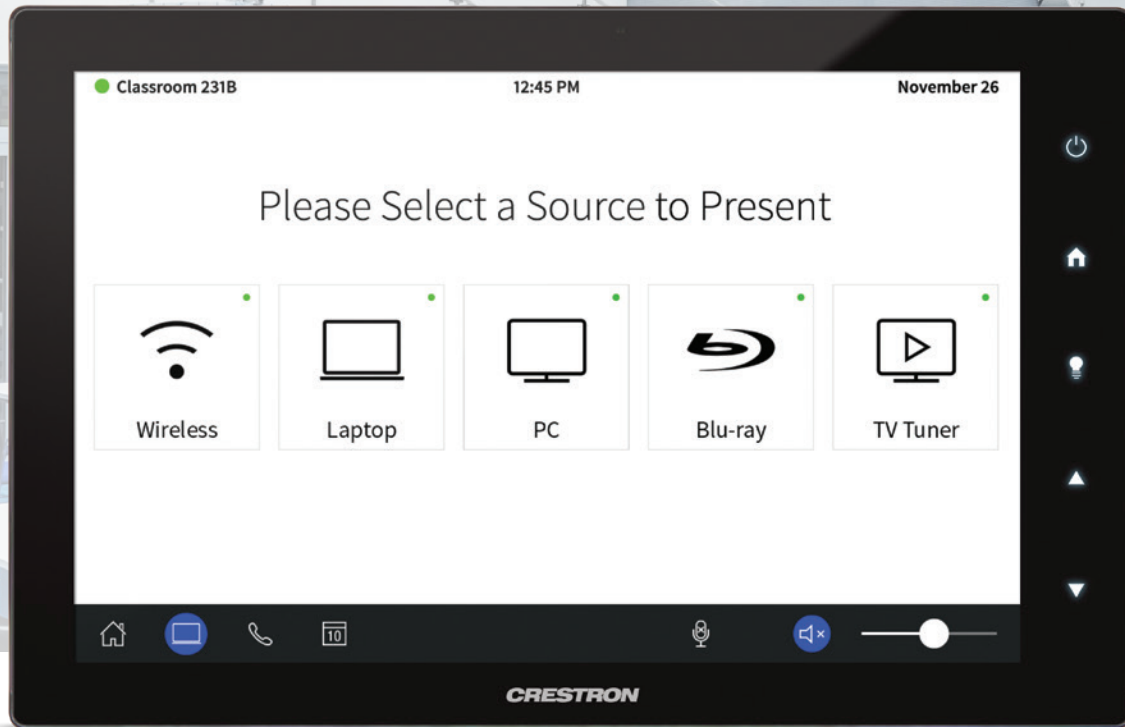 Classroom 231B 12:45 PM November 26
Please Select a Source to Present
Wireless Laptop PC Blu-ray TV Tuner
10
CRESTRON